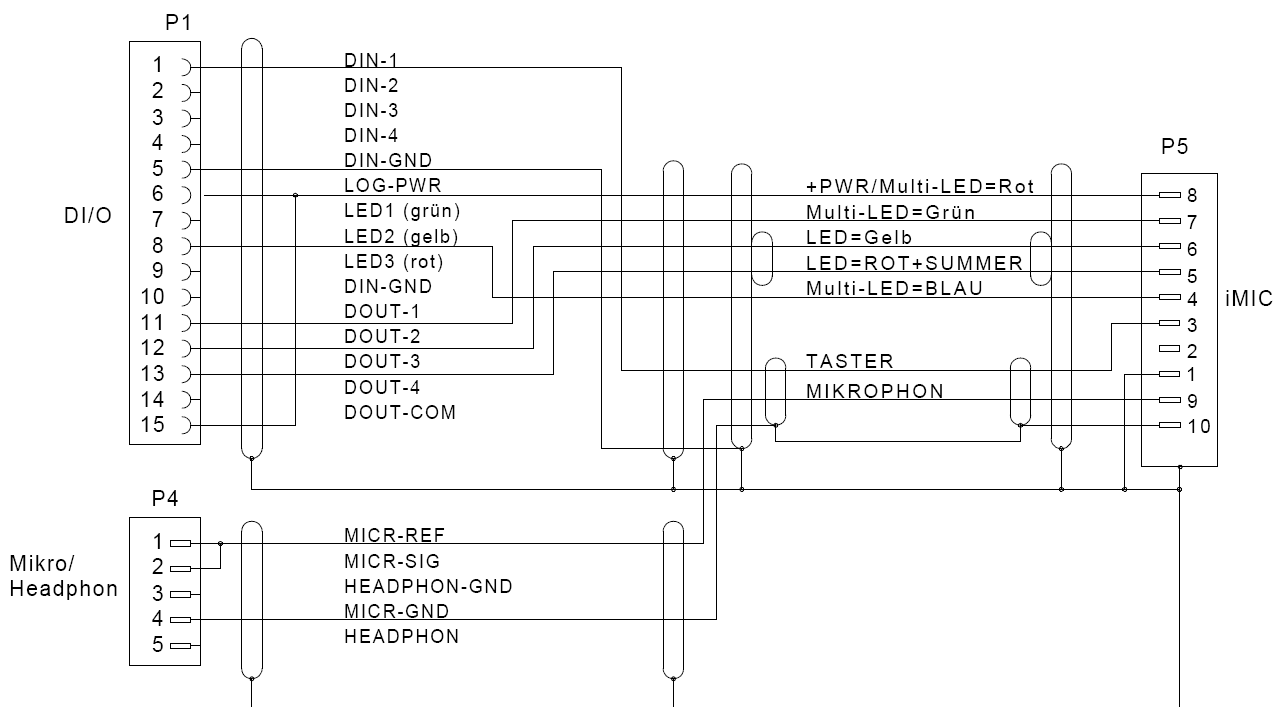 P1
1
2
3
4
5
6
7
8
9
10
11
12
13
14
15
DI/O
DIN-1
DIN-2
DIN-3
DIN-4
DIN-GND
LOG-PWR
LED1 (grün)
LED2 (gelb)
LED3 (rot)
DIN-GND
DOUT-1
DOUT-2
DOUT-3
DOUT-4
DOUT-COM
+PWR/Multi-LED=Rot
Multi-LED=Grün
LED=Gelb
LED=ROT+SUMMER
Multi-LED=BLAU
TASTER
MIKROPHON
P5
8
7
6
5
4
3
2
1
9
10
iMIC
P4
1
2
3
4
5
Mikro/
Headphon
MICR-REF
MICR-SIG
HEADPHON-GND
MICR-GND
HEADPHON